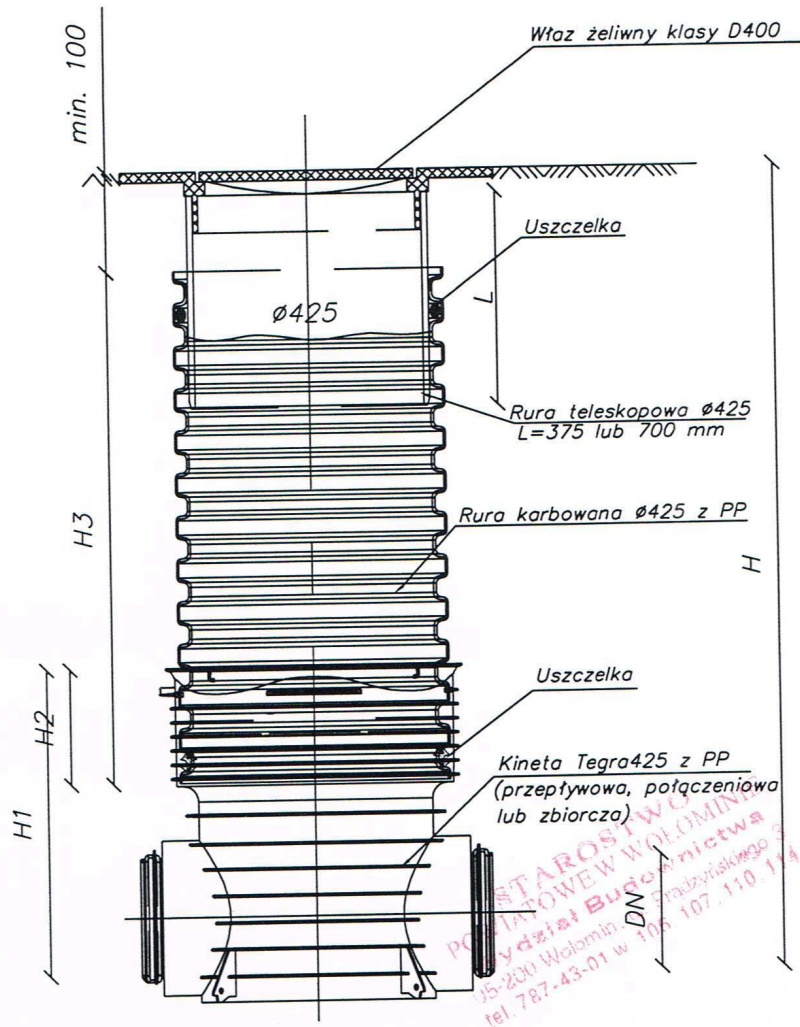 Właz żeliwny klasy D400
min. 100
Uszczelka
L
ø425
Rura teleskopowa ø425
L=375 lub 700 mm
Rura karbowana ø425 z PP
H3
H
Uszczelka
H2
Kineta Tegra425 z PP
(przepływowa, połączeniowa
lub zbiorcza)
H1
DN
STAROSTWO
POWIATOWE W WOŁOMINIE
Wydział Budownictwa
05-200 Wołomin, Prądzyńskiego 3
tel. 787-43-01 w 106, 107, 110, 114